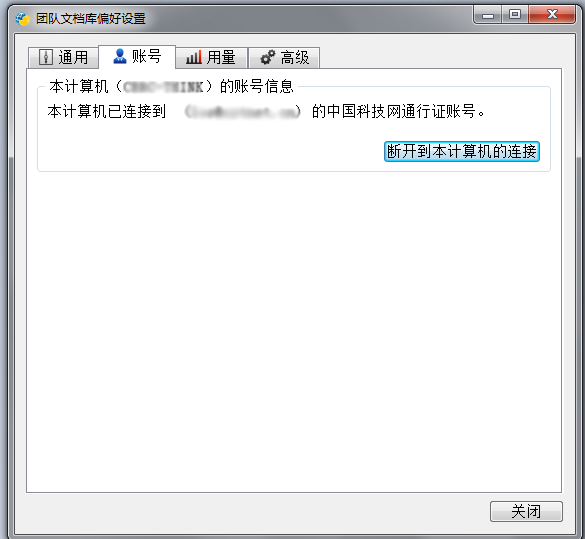 团队文档库偏好设置
通用 账号 用量 高级
本计算机（ ）的账号信息
本计算机已连接到 （ ）的中国科技网通行证账号。
断开到本计算机的连接
关闭